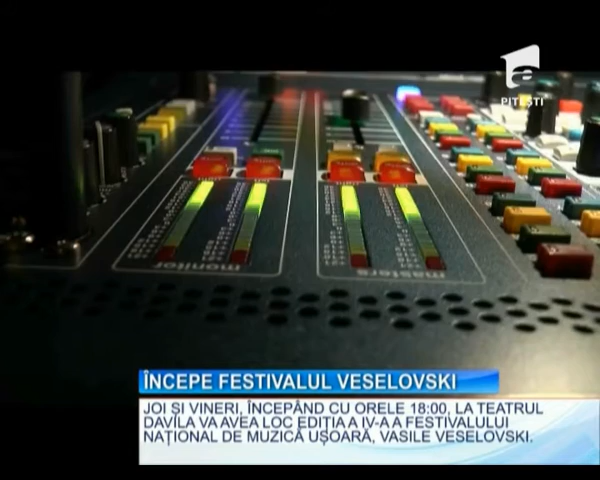 a
PITEȘTI
monitor
masters
ÎNCEPE FESTIVALUL VESELOVSKI
JOI ȘI VINERI, ÎNCEPÂND CU ORELE 18:00, LA TEATRUL
DAVILA VA AVEA LOC EDIȚIA A IV-A A FESTIVALULUI
NAȚIONAL DE MUZICĂ UȘOARĂ, VASILE VESELOVSKI.